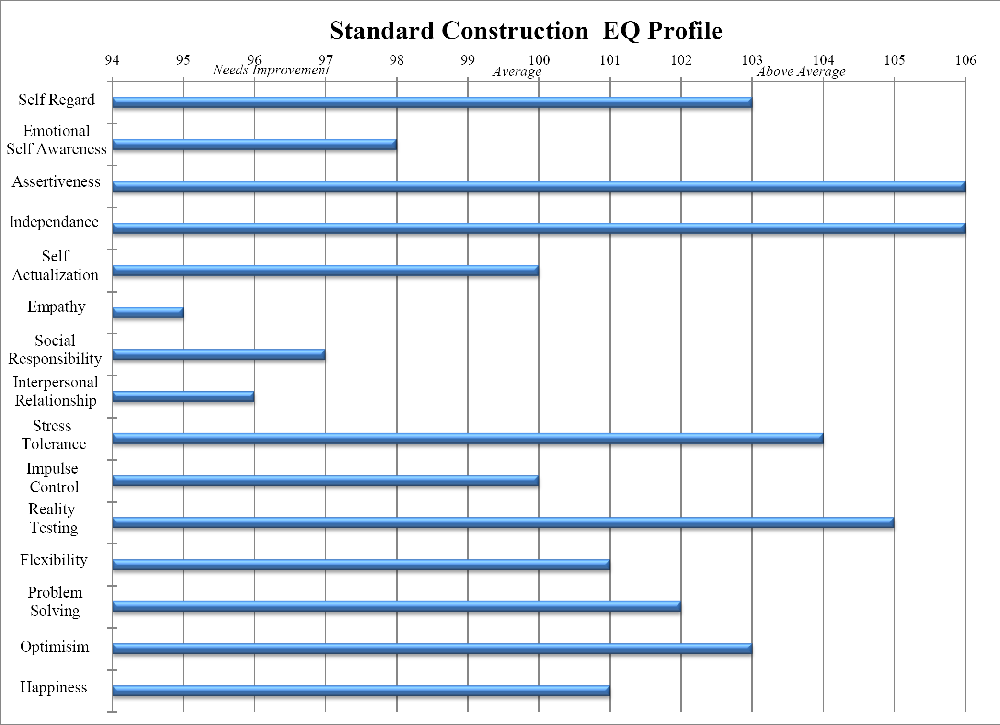 Standard Construction  EQ Profile
94 95 96 97 98 99 100 101 102 103 104 105 106
Needs Improvement Average Above Average
Self Regard
Emotional
Self Awareness
Assertiveness
Independance
Self
Actualization
Empathy
Social
Responsibility
Interpersonal
Relationship
Stress
Tolerance
Impulse
Control
Reality
Testing
Flexibility
Problem
Solving
Optimisim
Happiness